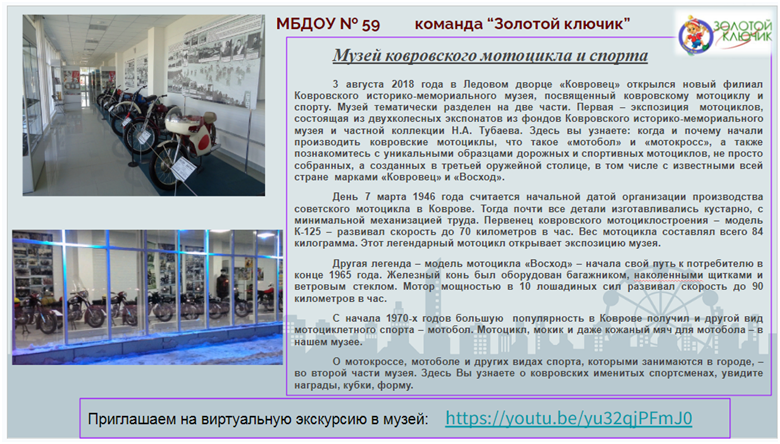 МБДОУ № 59 команда “Золотой ключик”
ЗОЛОТОЙ
КЛЮЧИК
Музей ковровского мотоцикла и спорта
3 августа 2018 года в Ледовом дворце «Ковровец» открылся новый филиал
Ковровского историко-мемориального музея, посвященный ковровскому мотоциклу и
спорту. Музей тематически разделен на две части. Первая – экспозиция мотоциклов,
состоящая из двухколесных экспонатов из фондов Ковровского историко-мемориального
музея и частной коллекции Н.А. Тубаева. Здесь вы узнаете: когда и почему начали
производить ковровские мотоциклы, что такое «мотобол» и «мотокросс», а также
познакомитесь с уникальными образцами дорожных и спортивных мотоциклов, не просто
собранных, а созданных в третьей оружейной столице, в том числе с известными всей
стране марками «Ковровец» и «Восход».
День 7 марта 1946 года считается начальной датой организации производства
советского мотоцикла в Коврове. Тогда почти все детали изготавливались кустарно, с
минимальной механизацией труда. Первенец ковровского мотоциклостроения – модель
К-125 – развивал скорость до 70 километров в час. Вес мотоцикла составлял всего 84
килограмма. Этот легендарный мотоцикл открывает экспозицию музея.
Другая легенда – модель мотоцикла «Восход» – начала свой путь к потребителю в
конце 1965 года. Железный конь был оборудован багажником, наколенными щитками и
ветровым стеклом. Мотор мощностью в 10 лошадиных сил развивал скорость до 90
километров в час.
С начала 1970-х годов большую популярность в Коврове получил и другой вид
мотоциклетного спорта – мотобол. Мотоцикл, мокик и даже кожаный мяч для мотобола – в
нашем музее.
О мотокроссе, мотоболе и других видах спорта, которыми занимаются в городе, –
во второй части музея. Здесь Вы узнаете о ковровских именитых спортсменах, увидите
награды, кубки, форму.
Приглашаем на виртуальную экскурсию в музей: https://youtu.be/yu32qjPFmJ0